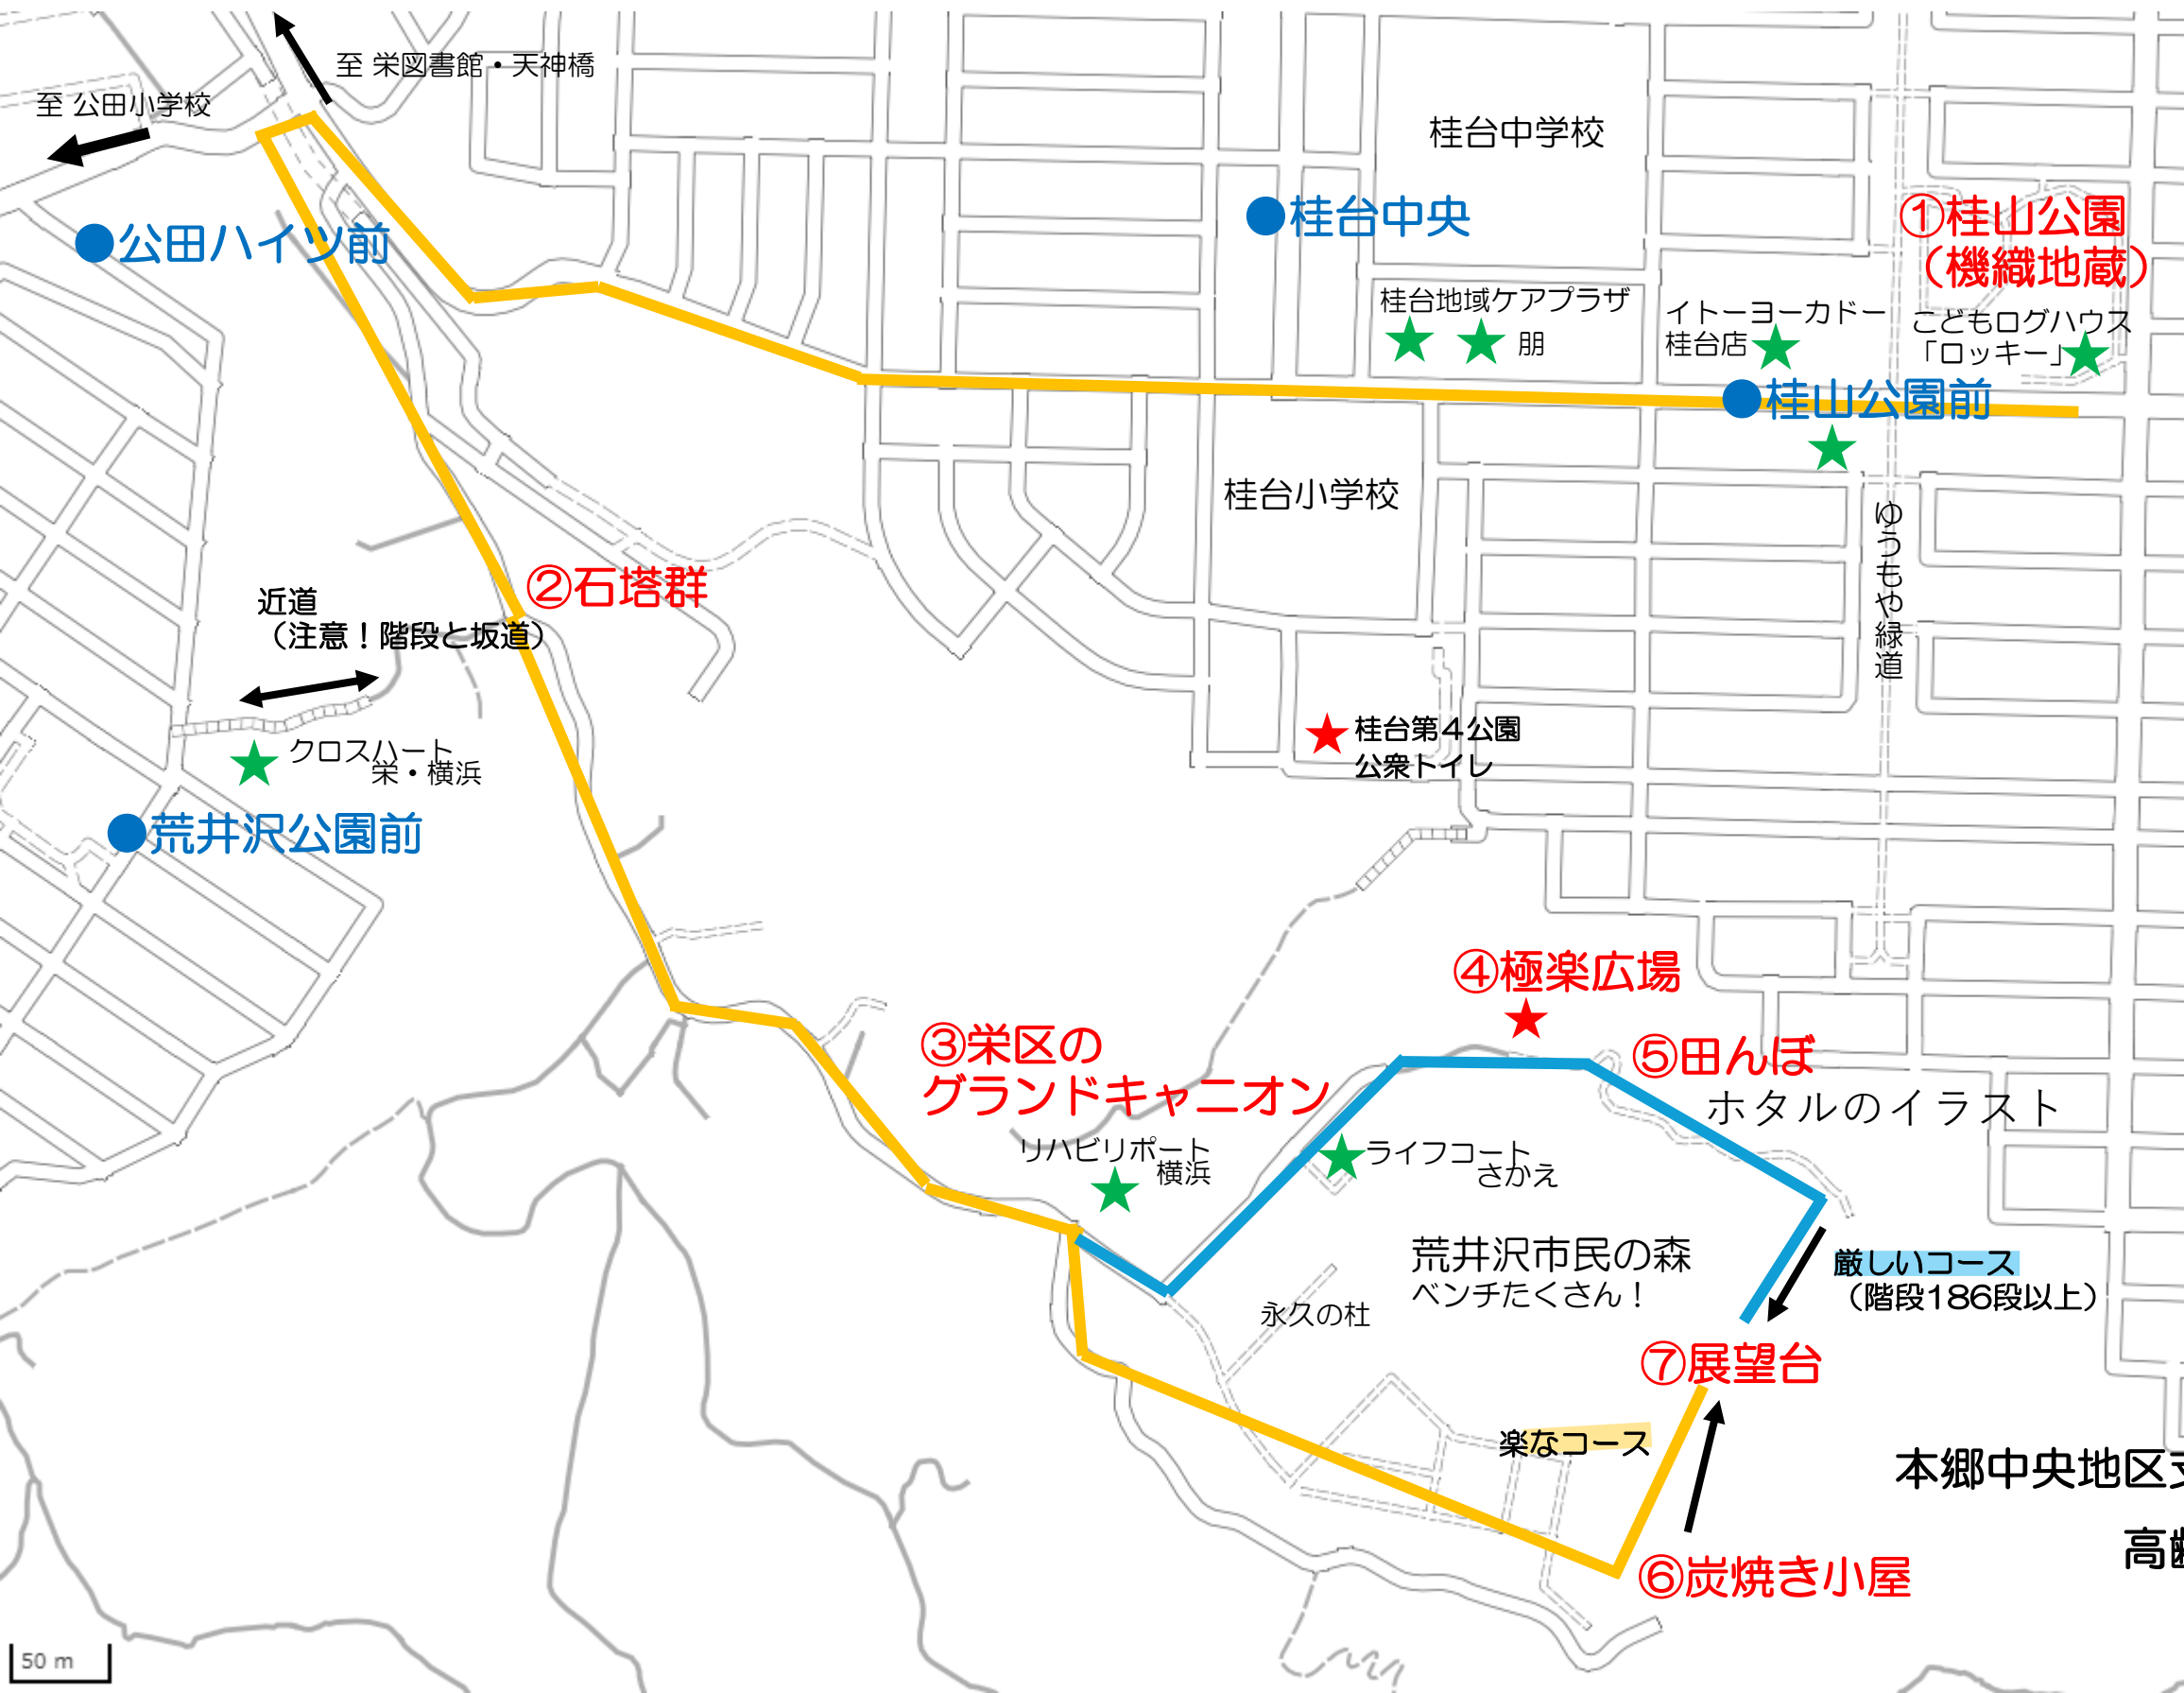 至 栄図書館・天神橋
至 公田小学校
桂台中学校
公田ハイツ前
桂台中央
①桂山公園
（機織地蔵）
桂台地域ケアプラザ
朋
イトーヨーカドー
桂台店
こどもログハウス
「ロッキー」
桂山公園前
桂台小学校
ゆうもや緑道
②石塔群
近道
（注意！階段と坂道）
クロスハート
栄・横浜
桂台第４公園
公衆トイレ
荒井沢公園前
④極楽広場
③栄区の
グランドキャニオン
⑤田んぼ
ホタルのイラスト
リハビリポート
横浜
ライフコート
さかえ
荒井沢市民の森
ベンチたくさん！
永久の杜
厳しいコース
（階段186段以上）
⑦展望台
楽なコース
本郷中央地区
⑥炭焼き小屋
50 m